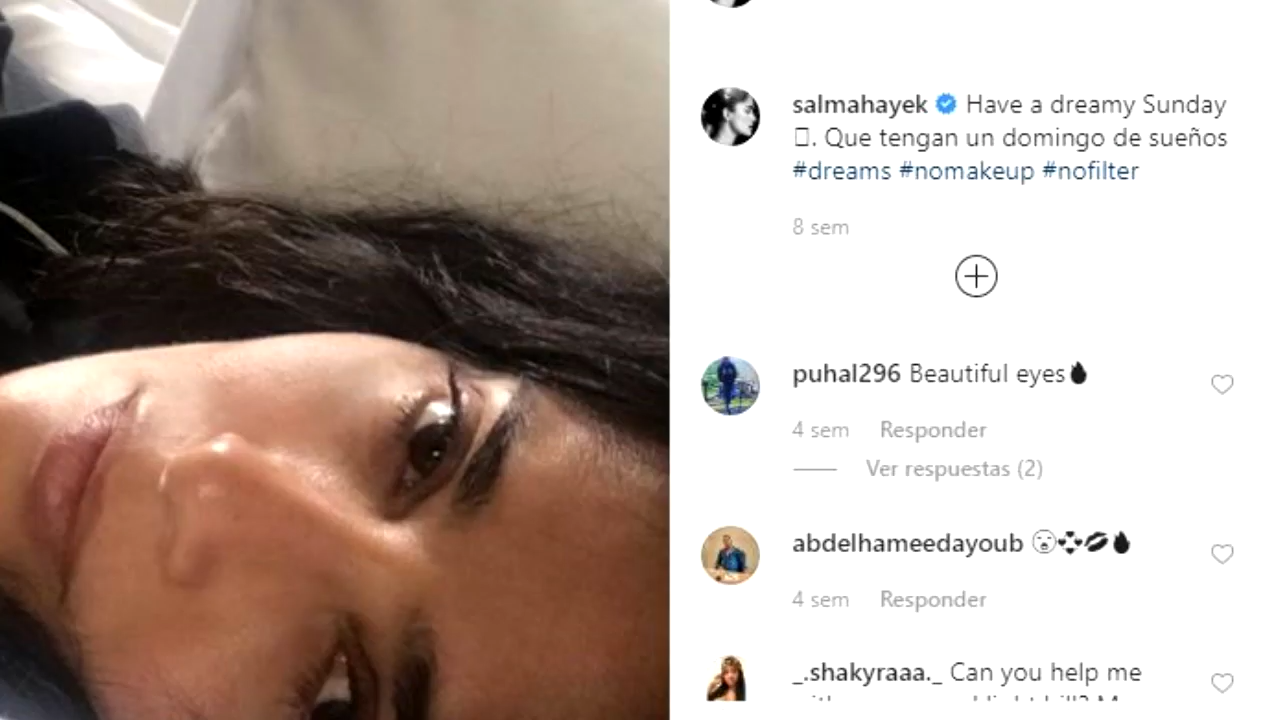 salmahayek Have a dreamy Sunday
. Que tengan un domingo de sueños
#dreams #nomakeup #nofilter
8 sem
puhal296 Beautiful eyes
4 sem Responder
Ver respuestas (2)
abdelhameedayoub
4 sem Responder
_.shakyraaa._ Can you help me